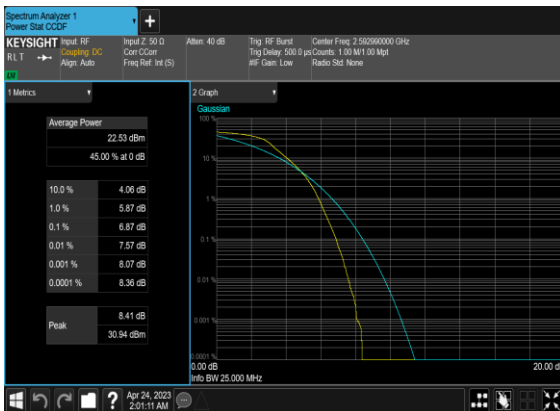 Spectrum Analyzer 1
Power Stat CCDF
+
KEYSIGHT
RLT
Input: RF
Coupling: DC
Align: Auto
Input Z: 50 Ω
Corr CCorr
Freq Ref: Int (S)
Atten: 40 dB
Trig: RF Burst
Trig Delay: 500.0 µs
#IF Gain: Low
Center Freq: 2.592990000 GHz
Counts: 1.00 M/1.00 Mpt
Radio Std: None
1 Metrics
Average Power
22.53 dBm
45.00 % at 0 dB
10.0 % 4.06 dB
1.0 % 5.87 dB
0.1 % 6.87 dB
0.01 % 7.57 dB
0.001 % 8.07 dB
0.0001 % 8.36 dB
Peak
8.41 dB
30.94 dBm
2 Graph
Gaussian
100 %
10 %
1 %
0.1 %
0.01 %
0.001 %
0.0001 %
0.00 dB
20.00 d
Info BW 25.000 MHz
?
Apr 24, 2023
2:01:11 AM